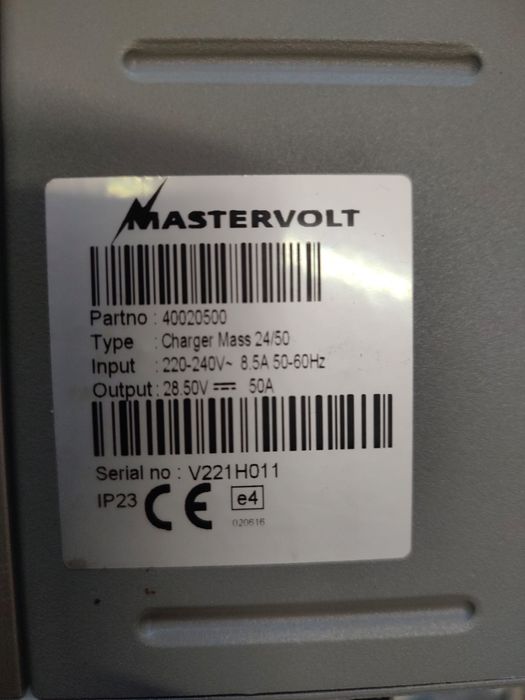 MASTERVOLT
Partno : 40020500
Type : Charger Mass 24/50
Input : 220-240V~ 8.5A 50-60Hz
Output : 28.50V⎓ 50A
Serial no : V221H011
IP23 CE e4
020616